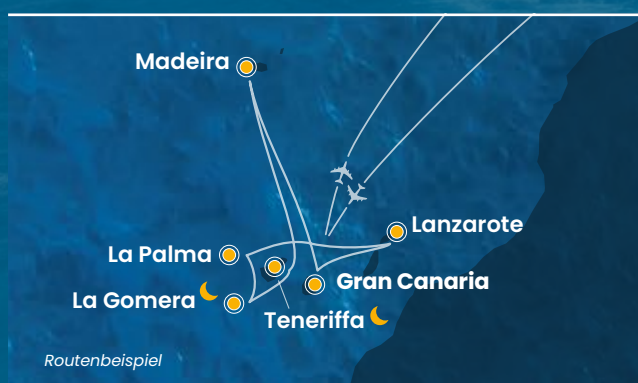 Madeira
Lanzarote
La Palma
Gran Canaria
La Gomera
Teneriffa
Routenbeispiel